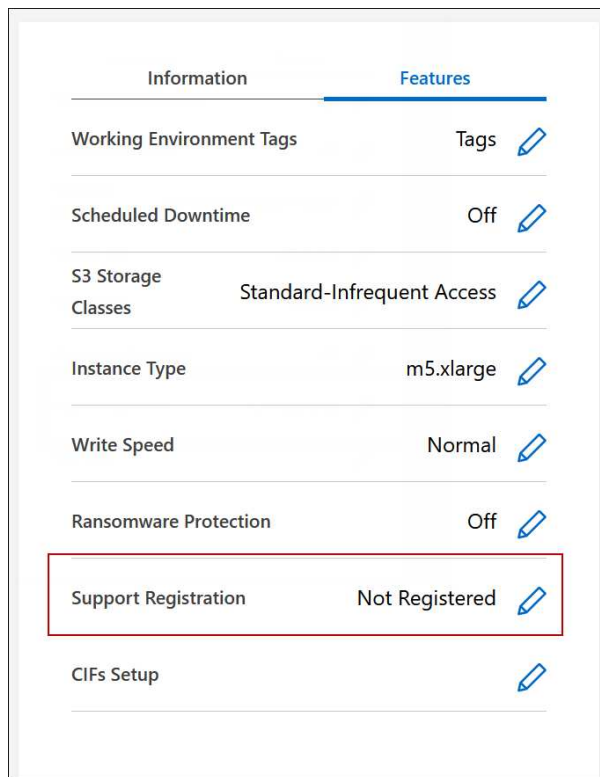 Information Features
Working Environment Tags Tags
Scheduled Downtime Off
S3 Storage
Classes Standard-Infrequent Access
Instance Type m5.xlarge
Write Speed Normal
Ransomware Protection Off
Support Registration Not Registered
CIFs Setup